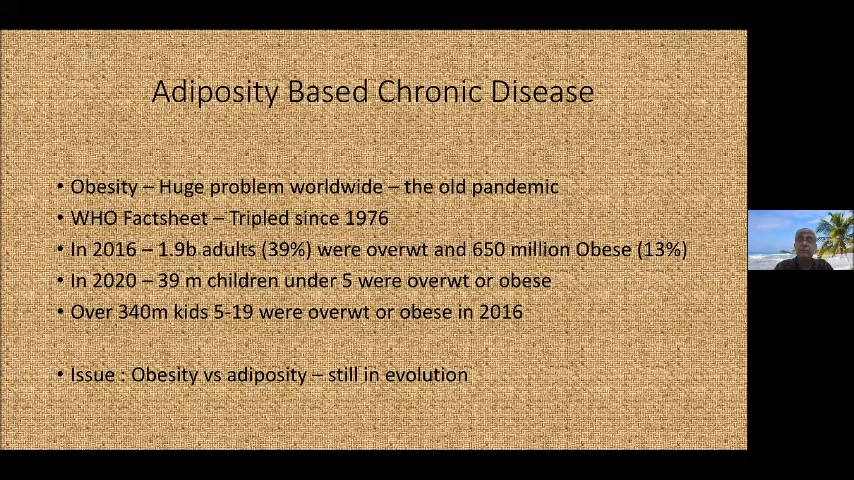 Adiposity Based Chronic Disease
• Obesity – Huge problem worldwide – the old pandemic
• WHO Factsheet – Tripled since 1976
• In 2016 – 1.9b adults (39%) were overwt and 650 million Obese (13%)
• In 2020 – 39 m children under 5 were overwt or obese
• Over 340m kids 5-19 were overwt or obese in 2016
• Issue : Obesity vs adiposity – still in evolution